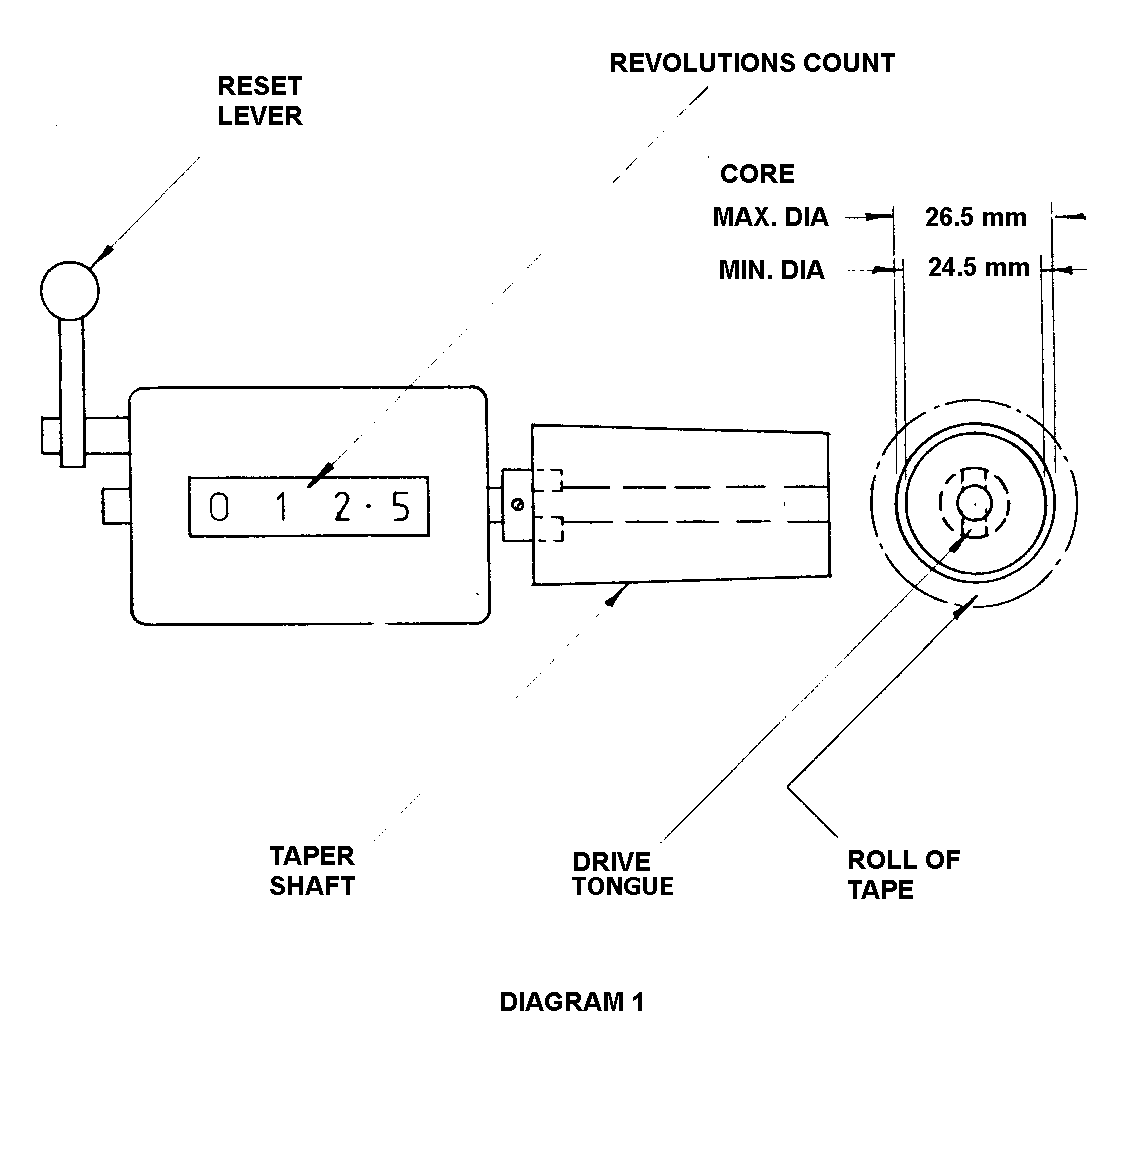 REVOLUTIONS COUNT
RESET
LEVER
CORE
MAX. DIA
26.5 mm
MIN. DIA
24.5 mm
0 1 2·5
TAPER
SHAFT
DRIVE
TONGUE
ROLL OF
TAPE
DIAGRAM 1